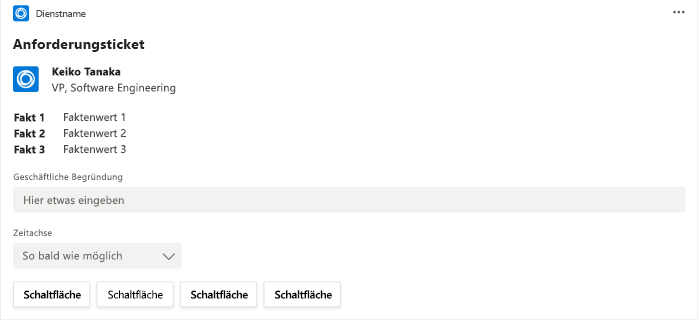 Dienstname
Anforderungsticket
Keiko Tanaka
VP, Software Engineering
Fakt 1 Faktenwert 1
Fakt 2 Faktenwert 2
Fakt 3 Faktenwert 3
Geschäftliche Begründung
Hier etwas eingeben
Zeitachse
So bald wie möglich
Schaltfläche Schaltfläche Schaltfläche Schaltfläche